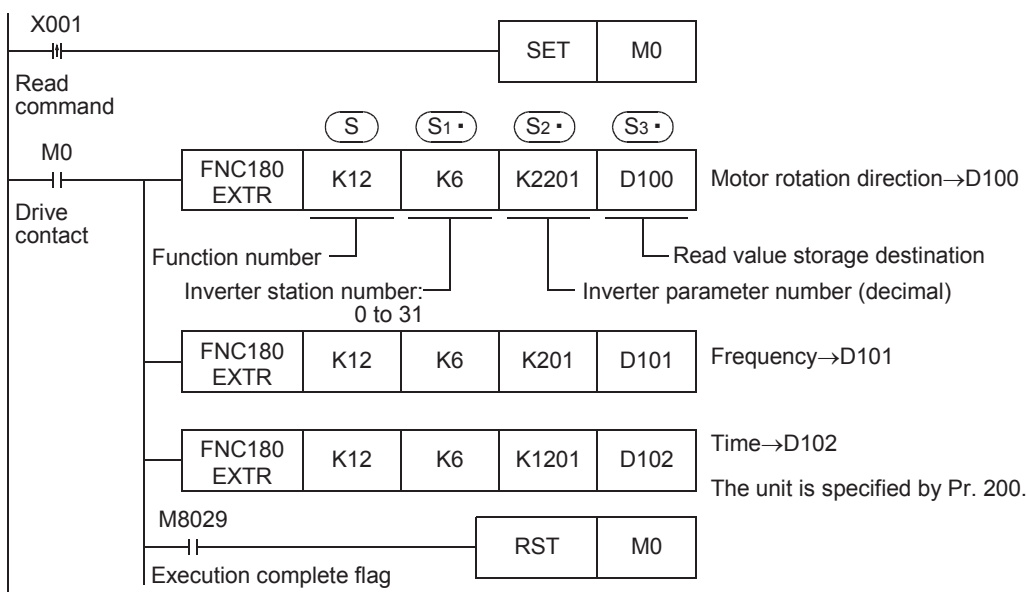 X001
SET M0
Read
command
S S1· S2· S3·
M0
FNC180
EXTR K12 K6 K2201 D100 Motor rotation direction→D100
Drive
contact
Function number Read value storage destination
Inverter station number: Inverter parameter number (decimal)
0 to 31
FNC180
EXTR K12 K6 K201 D101 Frequency→D101
FNC180
EXTR K12 K6 K1201 D102 Time→D102
The unit is specified by Pr. 200.
M8029
RST M0
Execution complete flag